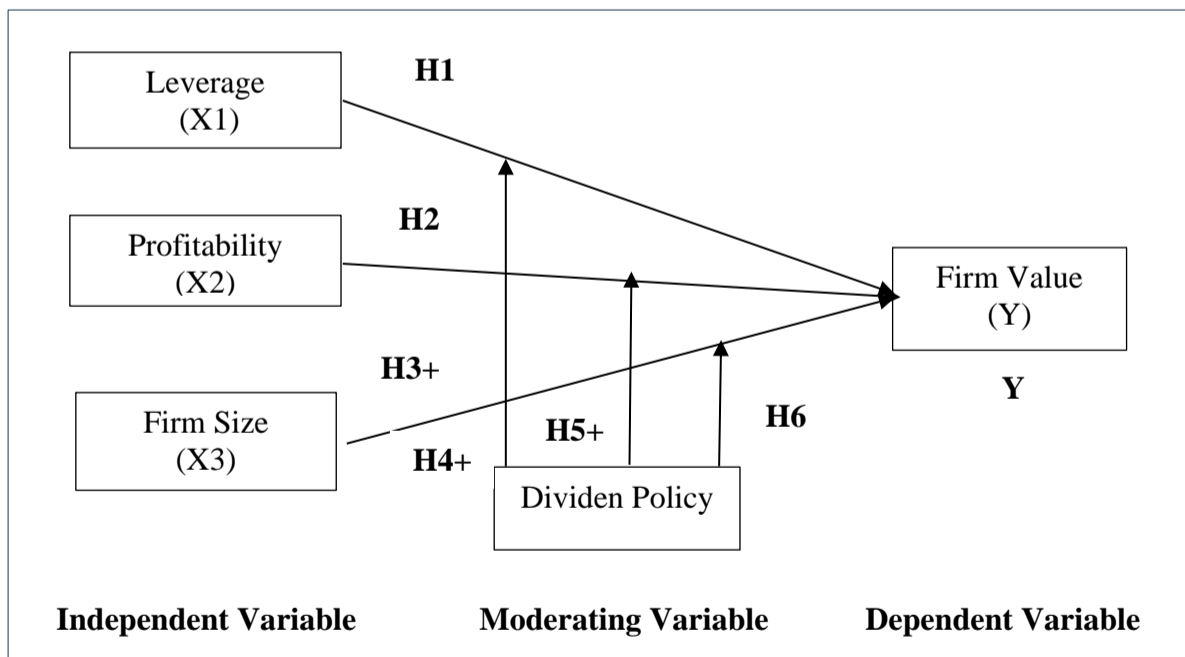 Leverage
(X1)
H1
Profitability
(X2)
H2
Firm Value
(Y)
Y
Firm Size
(X3)
H3+
H4+
H5+
H6
Dividen Policy
Independent Variable
Moderating Variable
Dependent Variable